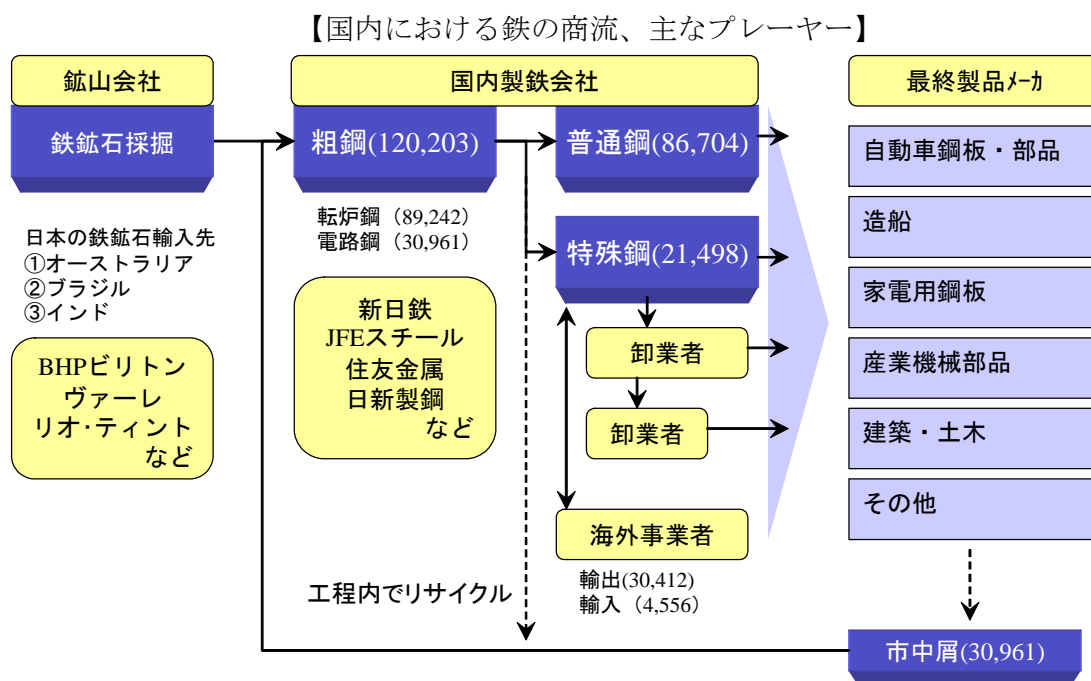 【国内における鉄の商流、主なプレーヤー】
鉱山会社
鉄鉱石採掘
日本の鉄鉱石輸入先
①オーストラリア
②ブラジル
③インド
BHPビリトン
ヴァーレ
リオ・ティント
など
国内製鉄会社
粗鋼(120,203)
転炉鋼（89,242）
電路鋼（30,961）
新日鉄
JFEスチール
住友金属
日新製鋼
など
普通鋼(86,704)
特殊鋼(21,498)
卸業者
卸業者
海外事業者
輸出(30,412)
輸入（4,556）
工程内でリサイクル
最終製品ﾒｰｶ
自動車鋼板・部品
造船
家電用鋼板
産業機械部品
建築・土木
その他
市中屑(30,961)